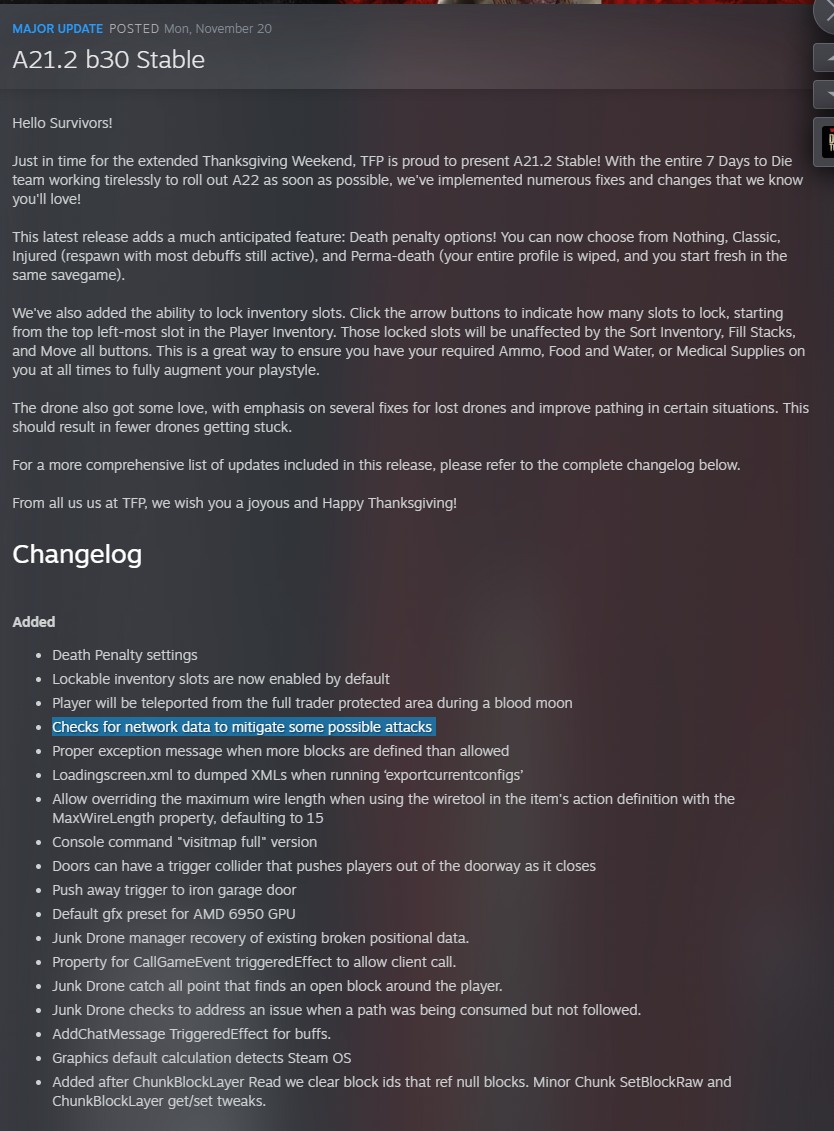 MAJOR UPDATE POSTED Mon, November 20
A21.2 b30 Stable
Hello Survivors!
Just in time for the extended Thanksgiving Weekend, TFP is proud to present A21.2 Stable! With the entire 7 Days to Die
team working tirelessly to roll out A22 as soon as possible, we've implemented numerous fixes and changes that we know
you'll love!
This latest release adds a much anticipated feature: Death penalty options! You can now choose from Nothing, Classic,
Injured (respawn with most debuffs still active), and Perma-death (your entire profile is wiped, and you start fresh in the
same savegame).
We've also added the ability to lock inventory slots. Click the arrow buttons to indicate how many slots to lock, starting
from the top left-most slot in the Player Inventory. Those locked slots will be unaffected by the Sort Inventory, Fill Stacks,
and Move all buttons. This is a great way to ensure you have your required Ammo, Food and Water, or Medical Supplies on
you at all times to fully augment your playstyle.
The drone also got some love, with emphasis on several fixes for lost drones and improve pathing in certain situations. This
should result in fewer drones getting stuck.
For a more comprehensive list of updates included in this release, please refer to the complete changelog below.
From all us us at TFP, we wish you a joyous and Happy Thanksgiving!
Changelog
Added
• Death Penalty settings
• Lockable inventory slots are now enabled by default
• Player will be teleported from the full trader protected area during a blood moon
• Checks for network data to mitigate some possible attacks
• Proper exception message when more blocks are defined than allowed
• Loadingscreen.xml to dumped XMLs when running ‘exportcurrentconfigs’
• Allow overriding the maximum wire length when using the wiretool in the item's action definition with the
MaxWireLength property, defaulting to 15
• Console command "visitmap full" version
• Doors can have a trigger collider that pushes players out of the doorway as it closes
• Push away trigger to iron garage door
• Default gfx preset for AMD 6950 GPU
• Junk Drone manager recovery of existing broken positional data.
• Property for CallGameEvent triggeredEffect to allow client call.
• Junk Drone catch all point that finds an open block around the player.
• Junk Drone checks to address an issue when a path was being consumed but not followed.
• AddChatMessage TriggeredEffect for buffs.
• Graphics default calculation detects Steam OS
• Added after ChunkBlockLayer Read we clear block ids that ref null blocks. Minor Chunk SetBlockRaw and
ChunkBlockLayer get/set tweaks.